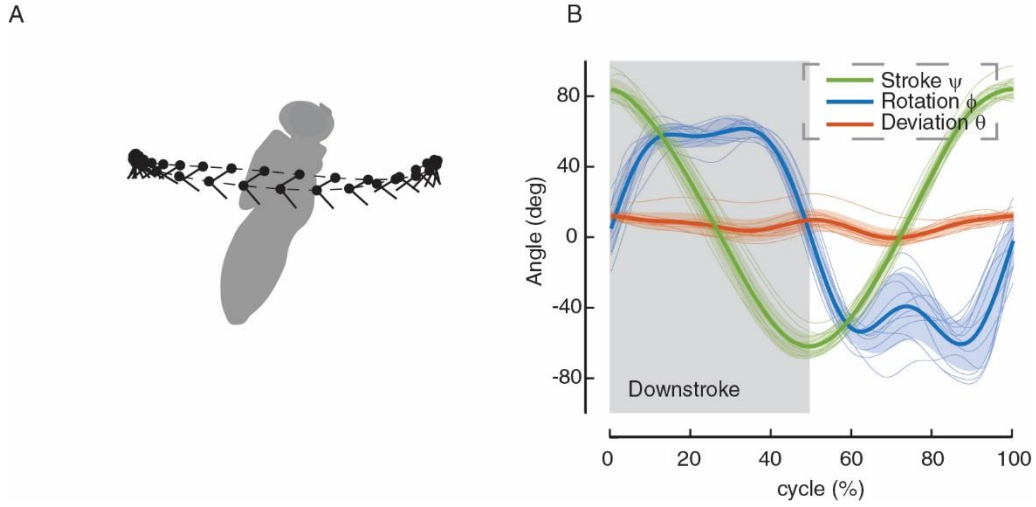 A
B
Stroke ψ
Rotation ϕ
Deviation θ
80
40
0
-40
-80
Angle (deg)
Downstroke
0 20 40 60 80 100
cycle (%)